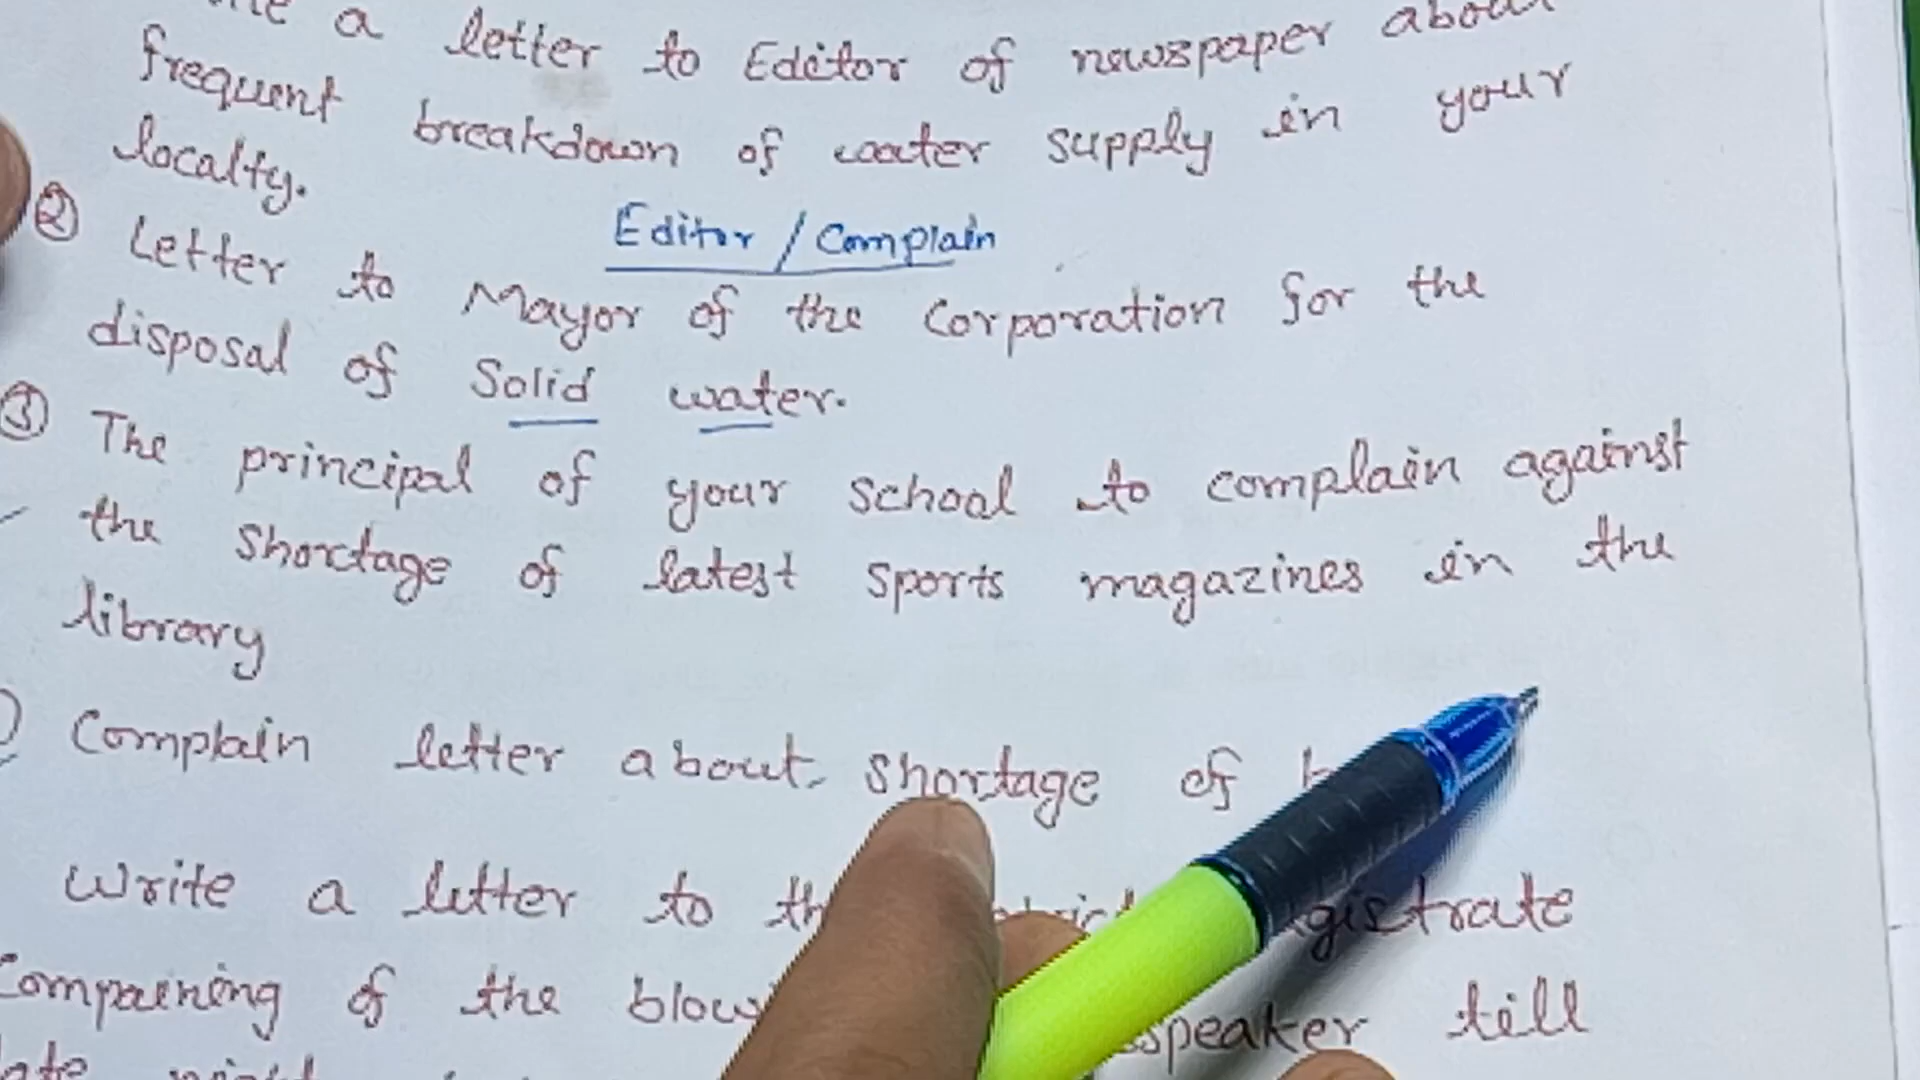 a letter to Editor of newspaper about
frequent breakdown of water supply in your
localty.
Editor / Complain
② Letter to Mayor of the Corporation for the
disposal of Solid water.
③ The principal of your school to complain against
the shortage of latest sports magazines in the
library
Complain letter about shortage of
Write a letter to
Compaining of the speaker till